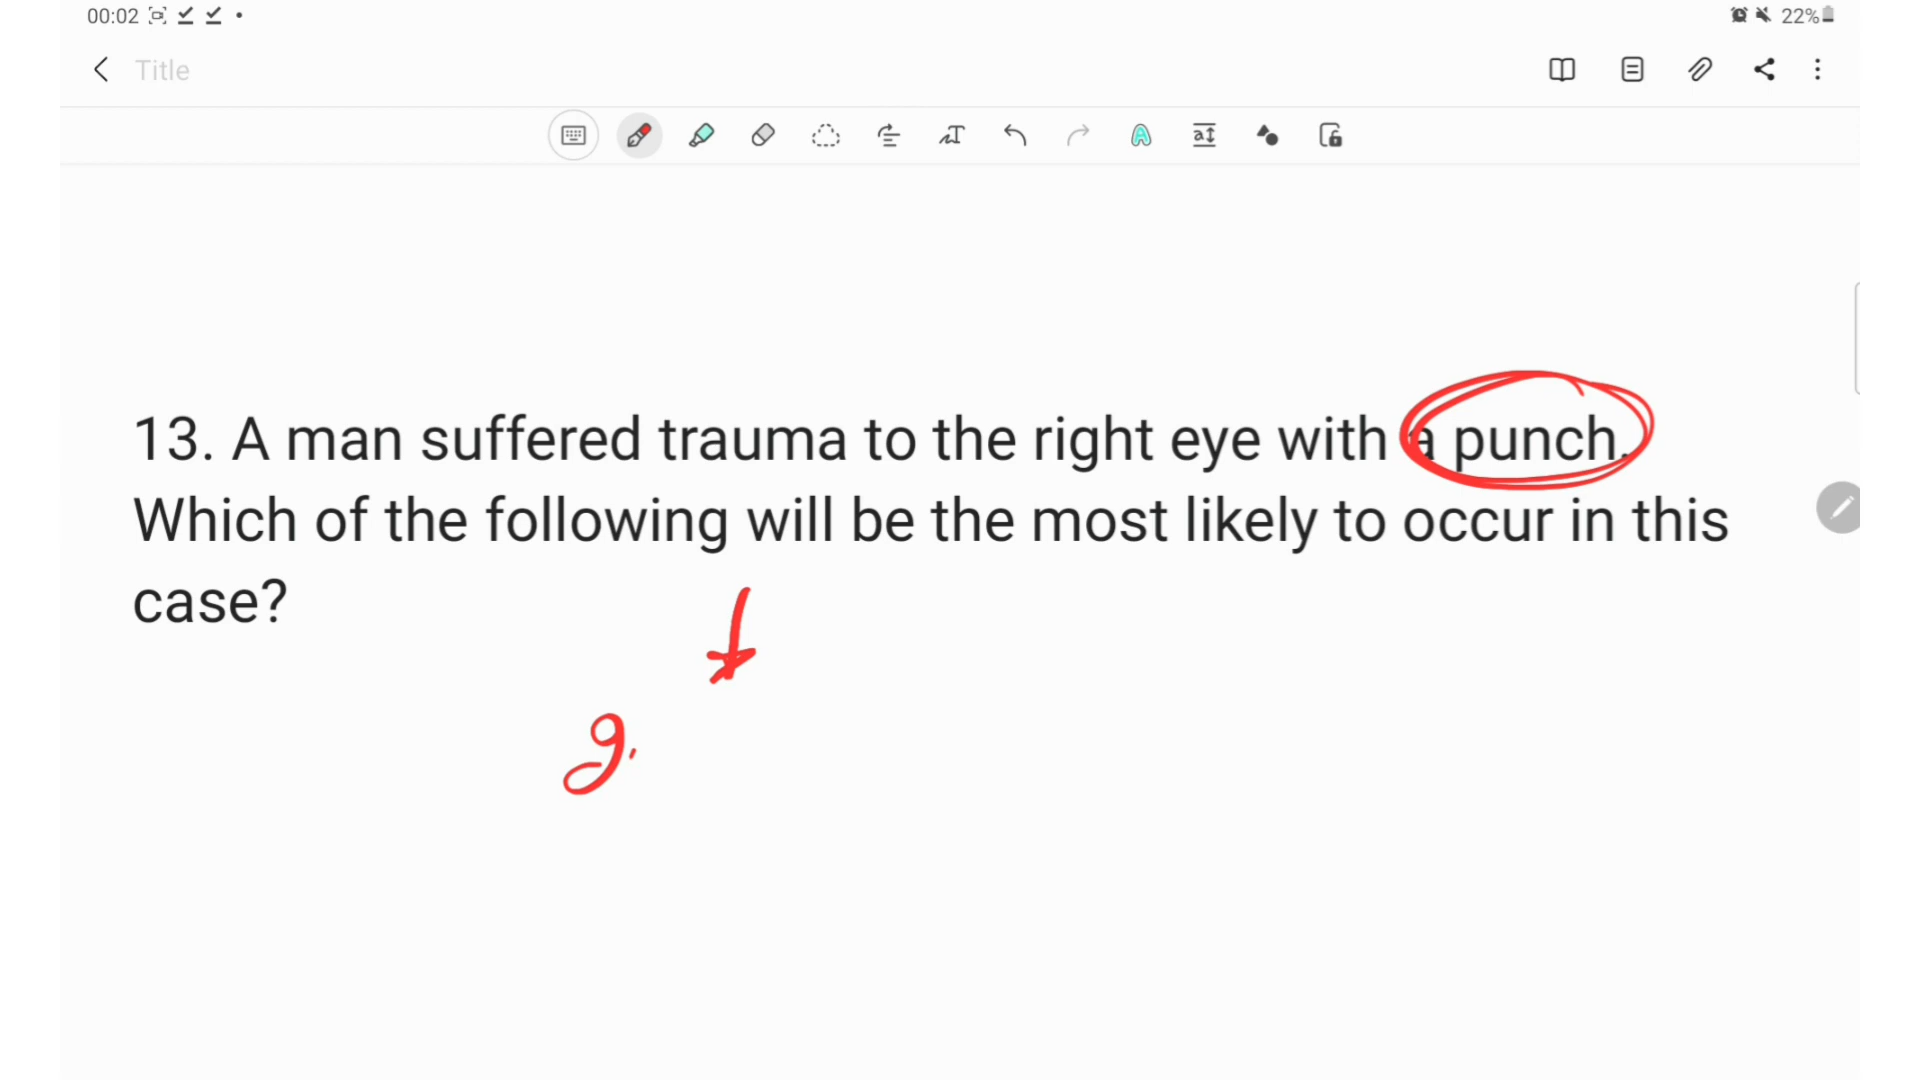 00:02
22%
Title
13. A man suffered trauma to the right eye with a punch.
Which of the following will be the most likely to occur in this
case?
g.